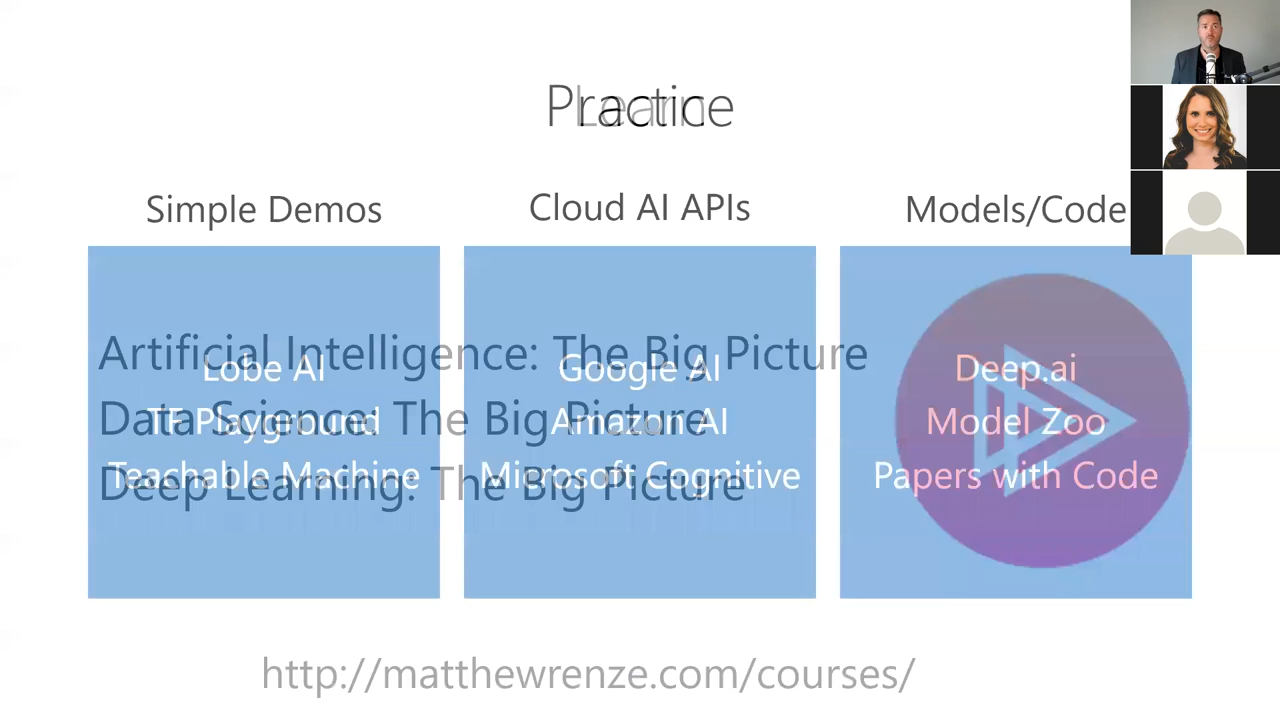 Practice
Learn
Simple Demos
Cloud AI APIs
Models/Code
Artificial Intelligence: The Big Picture
Data Science: The Big Picture
Deep Learning: The Big Picture
Lobe AI
TF Playground
Teachable Machine
Google AI
Amazon AI
Microsoft Cognitive
Deep.ai
Model Zoo
Papers with Code
http://matthewrenze.com/courses/